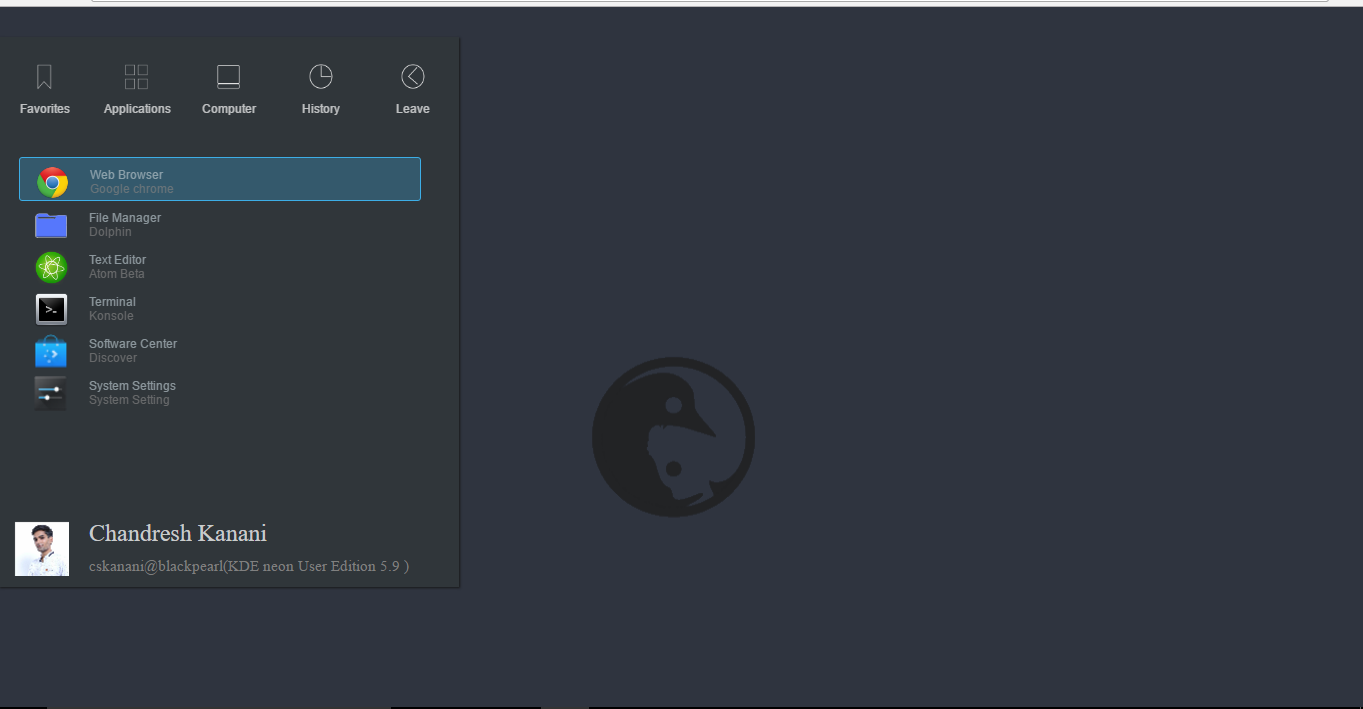 Favorites Applications Computer History Leave
Web Browser
Google chrome
File Manager
Dolphin
Text Editor
Atom Beta
Terminal
Konsole
Software Center
Discover
System Settings
System Setting
Chandresh Kanani
cskanani@blackpearl(KDE neon User Edition 5.9 )